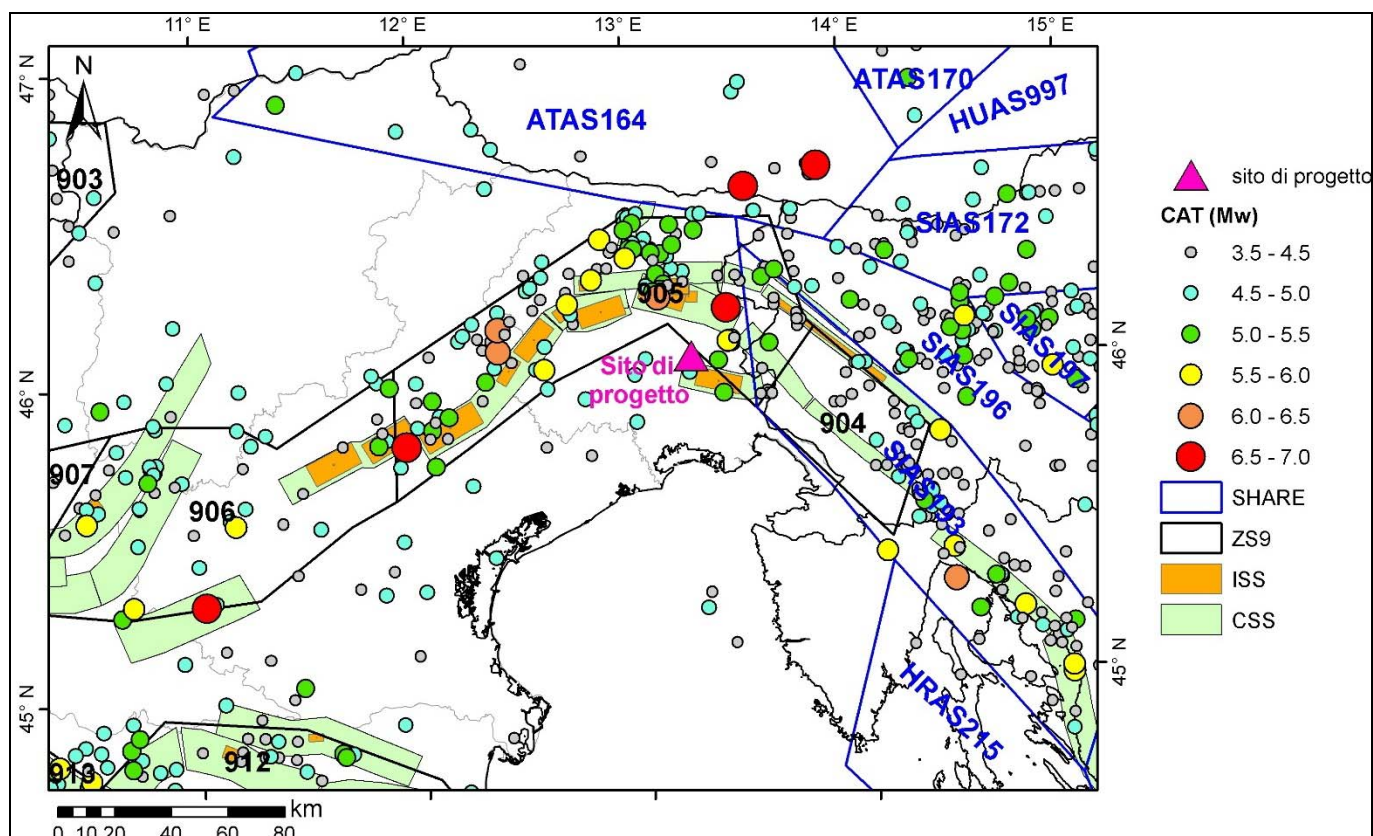 11° E
12° E
13° E
14° E
15° E
47° N
46° N
45° N
47° N
46° N
45° N
N
ATAS164
ATAS170
HUAS997
SIAS172
SIAS196
SIAS197
SIAS193
HRAS215
903
905
904
907
906
912
913
Sito di
progetto
0 10 20 40 60 80
km
sito di progetto
CAT (Mw)
3.5 - 4.5
4.5 - 5.0
5.0 - 5.5
5.5 - 6.0
6.0 - 6.5
6.5 - 7.0
SHARE
ZS9
ISS
CSS